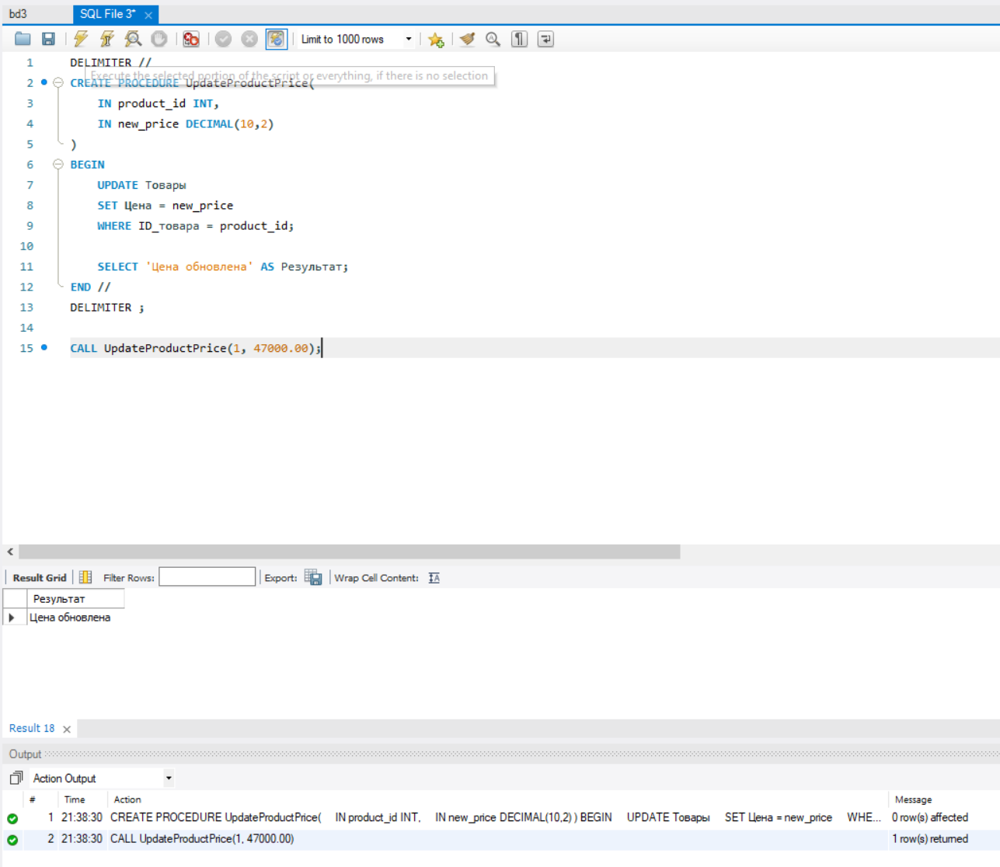 bd3
SQL File 3* ×
Limit to 1000 rows
1 DELIMITER //
Execute the selected portion of the script or everything, if there is no selection
2 CREATE PROCEDURE UpdateProductPrice(
3 IN product_id INT,
4 IN new_price DECIMAL(10,2)
5 )
6 BEGIN
7 UPDATE Товары
8 SET Цена = new_price
9 WHERE ID_товара = product_id;
10
11 SELECT 'Цена обновлена' AS Результат;
12 END //
13 DELIMITER ;
14
15 CALL UpdateProductPrice(1, 47000.00);
Result Grid Filter Rows: Export: Wrap Cell Content:
Результат
Цена обновлена
Result 18 ×
Output
Action Output
# Time Action Message
1 21:38:30 CREATE PROCEDURE UpdateProductPrice( IN product_id INT, IN new_price DECIMAL(10,2) ) BEGIN UPDATE Товары SET Цена = new_price WHE... 0 row(s) affected
2 21:38:30 CALL UpdateProductPrice(1, 47000.00) 1 row(s) returned